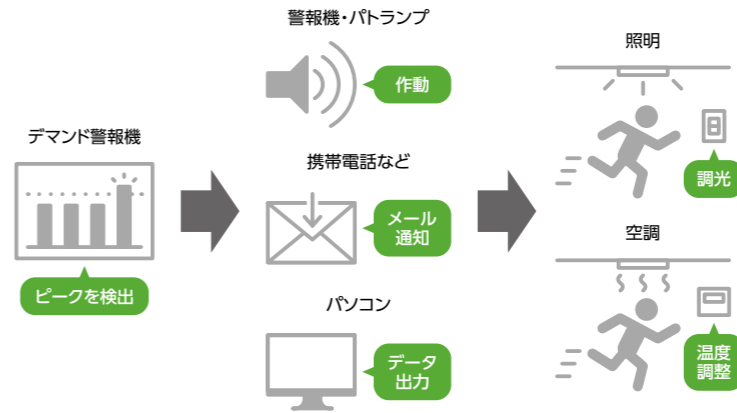 デマンド警報機
ピークを検出
警報機・パトランプ
作動
携帯電話など
メール
通知
パソコン
データ
出力
照明
調光
空調
温度
調整